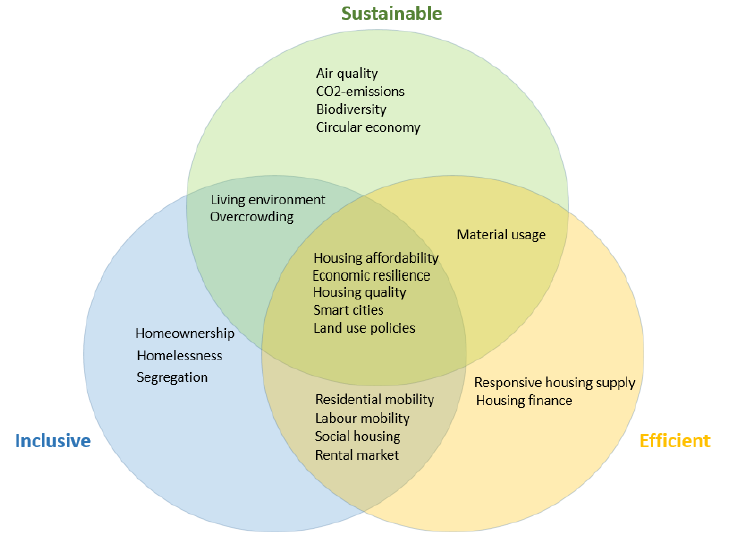 Sustainable
Air quality
CO2-emissions
Biodiversity
Circular economy
Living environment
Overcrowding
Material usage
Housing affordability
Economic resilience
Housing quality
Smart cities
Land use policies
Homeownership
Homelessness
Segregation
Responsive housing supply
Housing finance
Residential mobility
Labour mobility
Social housing
Rental market
Inclusive
Efficient